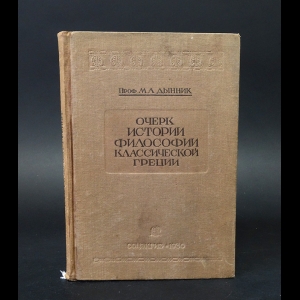 Проф. М.А. ДЫННИК
ОЧЕРК
ИСТОРИИ
ФИЛОСОФИИ
КЛАССИЧЕСКОЙ
ГРЕЦИИ
СОЦЭКГИЗ • 1936